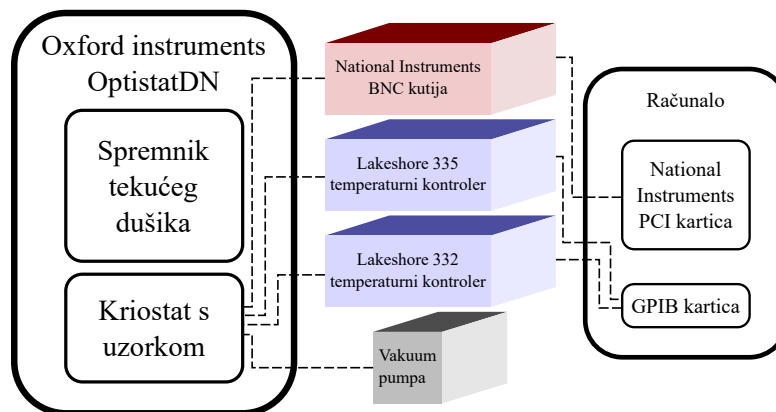 Oxford instruments
OptistatDN
Spremnik
tekućeg
dušika
Kriostat s
uzorkom
National Instruments
BNC kutija
Lakeshore 335
temperaturni kontroler
Lakeshore 332
temperaturni kontroler
Vakuum
pumpa
Računalo
National
Instruments
PCI kartica
GPIB kartica